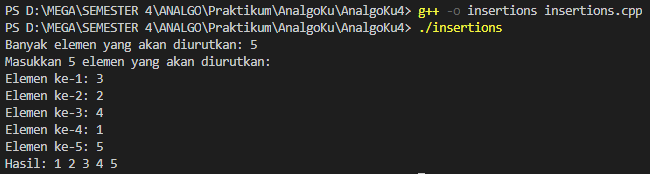 PS D:\MEGA\SEMESTER 4\ANALGO\Praktikum\AnalgoKu\AnalgoKu4> g++ -o insertions insertions.cpp
PS D:\MEGA\SEMESTER 4\ANALGO\Praktikum\AnalgoKu\AnalgoKu4> ./insertions
Banyak elemen yang akan diurutkan: 5
Masukkan 5 elemen yang akan diurutkan:
Elemen ke-1: 3
Elemen ke-2: 2
Elemen ke-3: 4
Elemen ke-4: 1
Elemen ke-5: 5
Hasil: 1 2 3 4 5